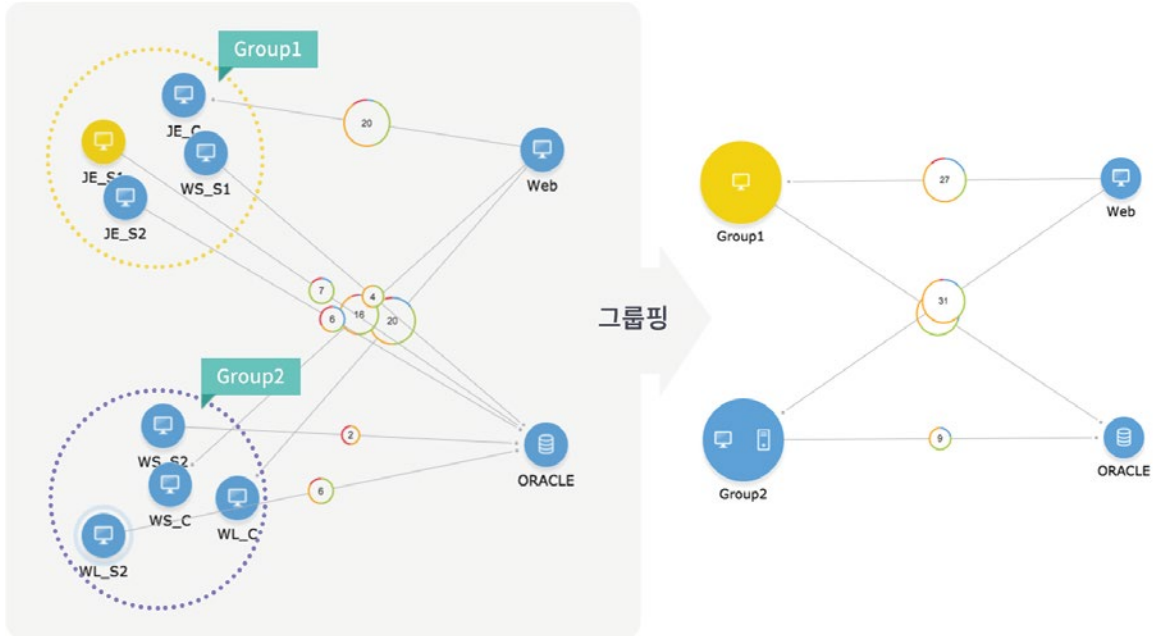 Group1
JE_C
20
JE_S1
WS_S1
Web
JE_S2
7
4
6
16
20
Group2
WS_S2
2
WS_C
6
ORACLE
WL_C
WL_S2
그룹핑
27
Group1
Web
31
Group2
9
ORACLE